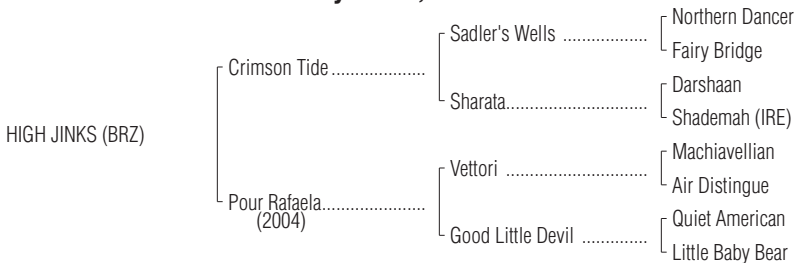 Northern Dancer
Sadler's Wells ..................
Fairy Bridge
Crimson Tide ....................
Darshaan
Sharata..............................
Shademah (IRE)
HIGH JINKS (BRZ)
Machiavellian
Vettori ..............................
Air Distingue
Pour Rafaela......................
(2004)
Quiet American
Good Little Devil ..............
Little Baby Bear